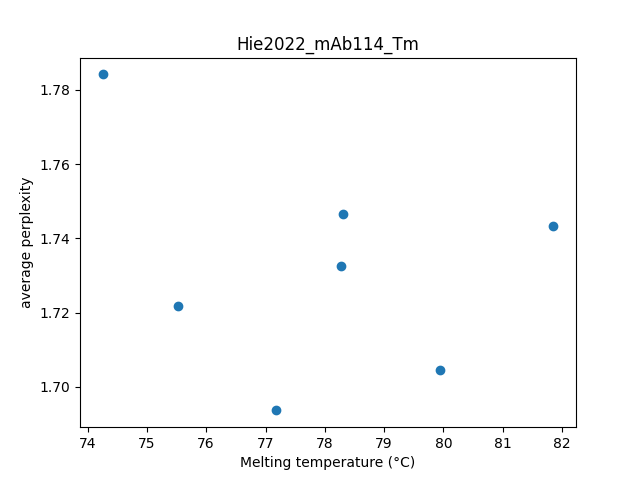 Hie2022_mAb114_Tm
average perplexity
1.78
1.76
1.74
1.72
1.70
74 75 76 77 78 79 80 81 82
Melting temperature (°C)